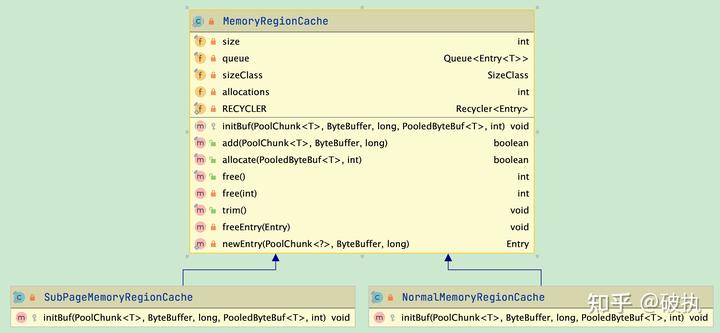 MemoryRegionCache
size int
queue Queue<Entry<T>>
sizeClass SizeClass
allocations int
RECYCLER Recycler<Entry>
initBuf(PoolChunk<T>, ByteBuffer, long, PooledByteBuf<T>, int) void
add(PoolChunk<T>, ByteBuffer, long) boolean
allocate(PooledByteBuf<T>, int) boolean
free() int
free(int) int
trim() void
freeEntry(Entry) void
newEntry(PoolChunk<?>, ByteBuffer, long) Entry
SubPageMemoryRegionCache
initBuf(PoolChunk<T>, ByteBuffer, long, PooledByteBuf<T>, int) void
NormalMemoryRegionCache
initBuf(PoolChunk<T>, ByteBuffer, long, PooledByteBuf<T>, int) void
知乎 @破执